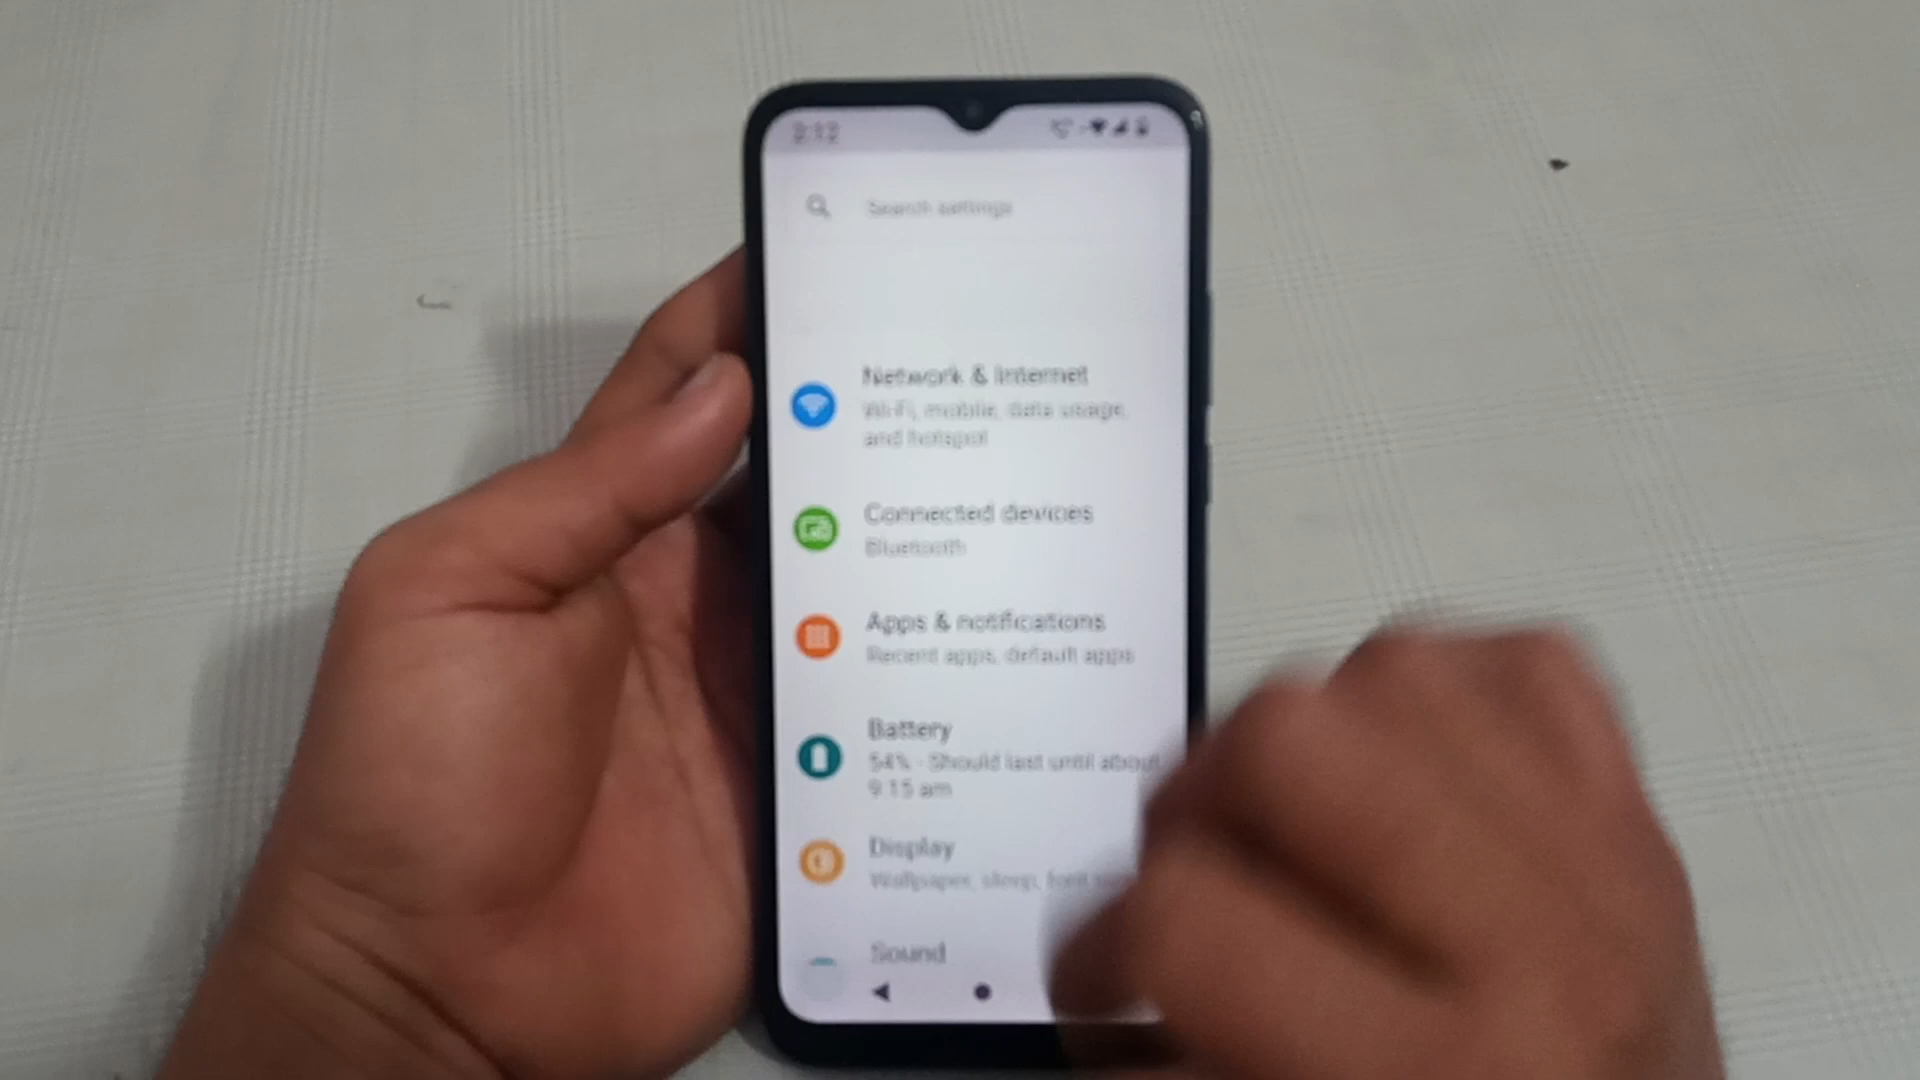 Search settings
Network & internet
Wi-Fi, mobile, data usage,
and hotspot
Connected devices
Bluetooth
Apps & notifications
Recent apps, default apps
Battery
54% - Should last until about
9:15 am
Display
Wallpaper, sleep, font
Sound